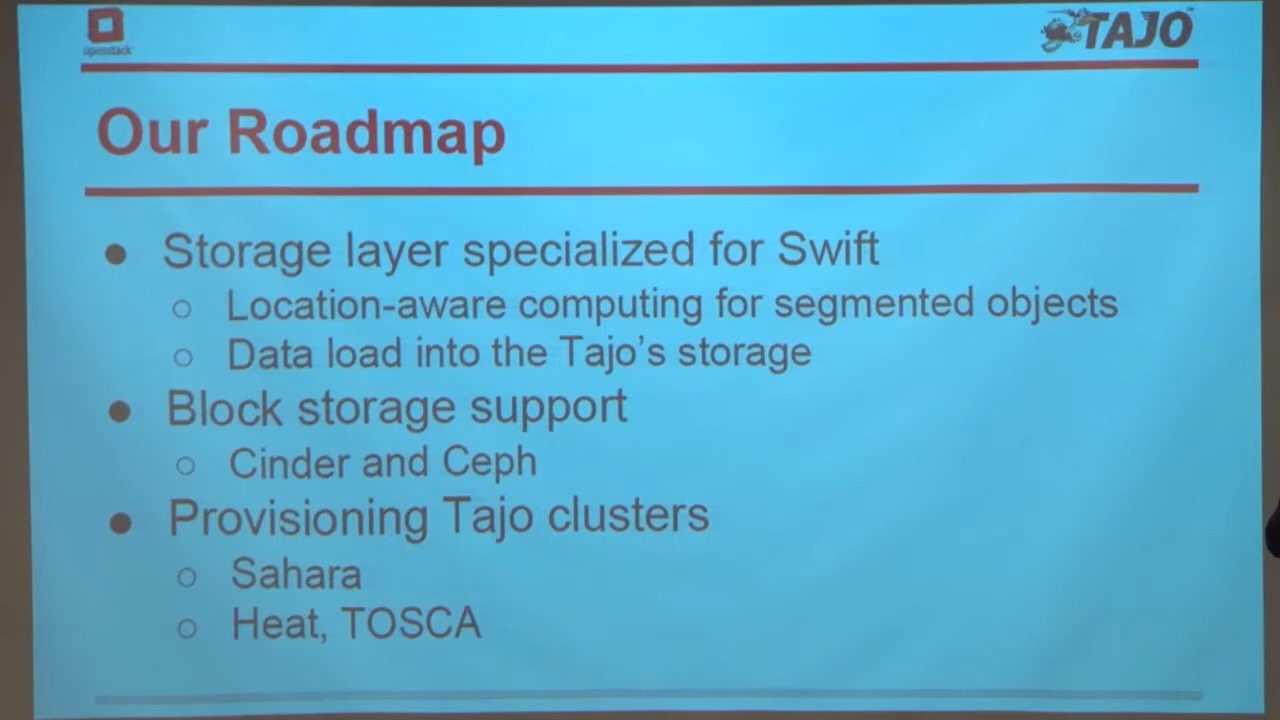 openstack
TAJO
Our Roadmap
● Storage layer specialized for Swift
○ Location-aware computing for segmented objects
○ Data load into the Tajo's storage
● Block storage support
○ Cinder and Ceph
● Provisioning Tajo clusters
○ Sahara
○ Heat, TOSCA